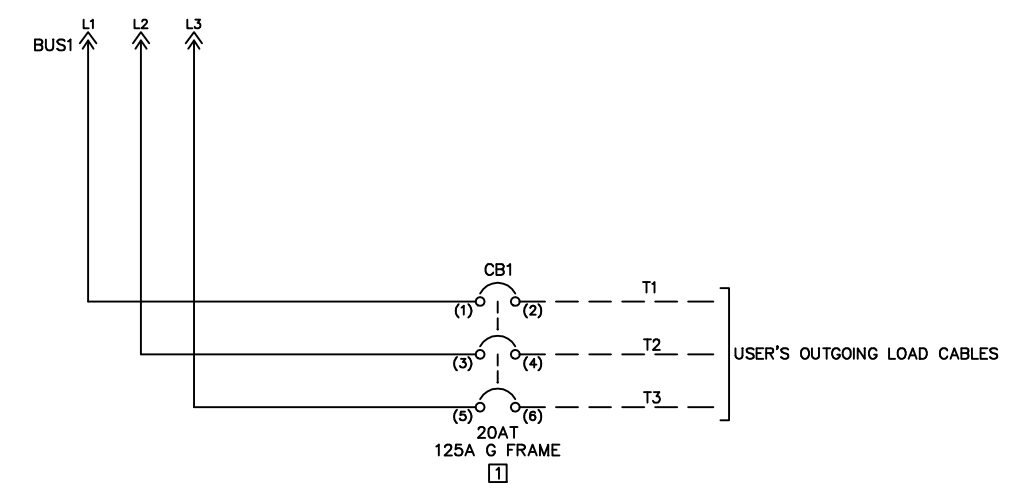 L1 L2 L3
BUS1
CB1
(1) (2) T1
(3) (4) T2
USER'S OUTGOING LOAD CABLES
(5) (6) T3
20AT
125A G FRAME
1